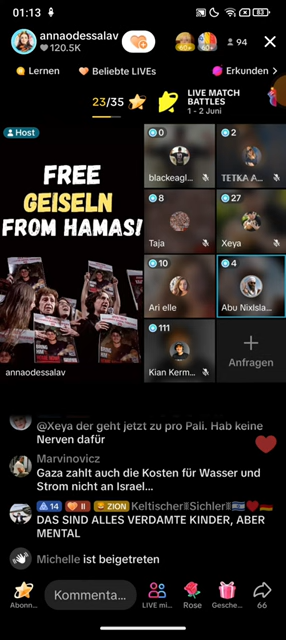 01:13
83
annaodessalav
120.5K
94
Lernen
Beliebte LIVEs
Erkunden
23/35
LIVE MATCH
BATTLES
1 - 2 Juni
Host
FREE
GEISELN
FROM HAMAS!
annaodessalav
0
blackeagl...
2
TETKA A...
8
Taja
27
Xeya
10
Ari elle
4
Abu NixIsla...
111
Kian Kerm...
Anfragen
@Xeya der geht jetzt zu pro Pali. Hab keine
Nerven dafür
Marvinovicz
Gaza zahlt auch die Kosten für Wasser und
Strom nicht an Israel...
14 II ZION Keltischer Sichler
DAS SIND ALLES VERDAMTE KINDER, ABER
MENTAL
Michelle ist beigetreten
Abonn...
Kommenta...
LIVE mi...
Rose
Gesche...
66